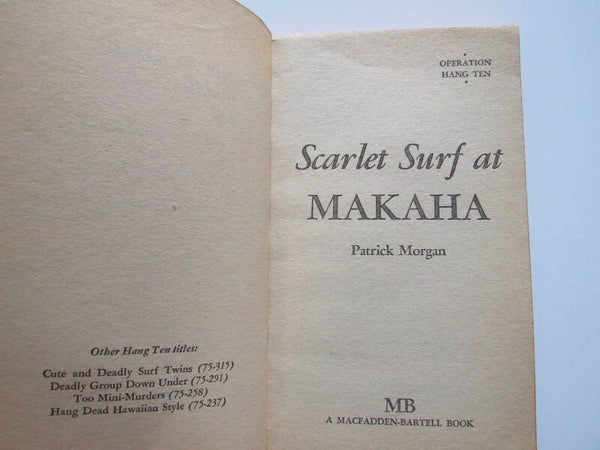 Other Hang Ten titles:
Cute and Deadly Surf Twins (75-315)
Deadly Group Down Under (75-291)
Too Mini-Murders (75-258)
Hang Dead Hawaiian Style (75-237)
OPERATION
HANG TEN
Scarlet Surf at
MAKAHA
Patrick Morgan
MB
A MACFADDEN-BARTELL BOOK